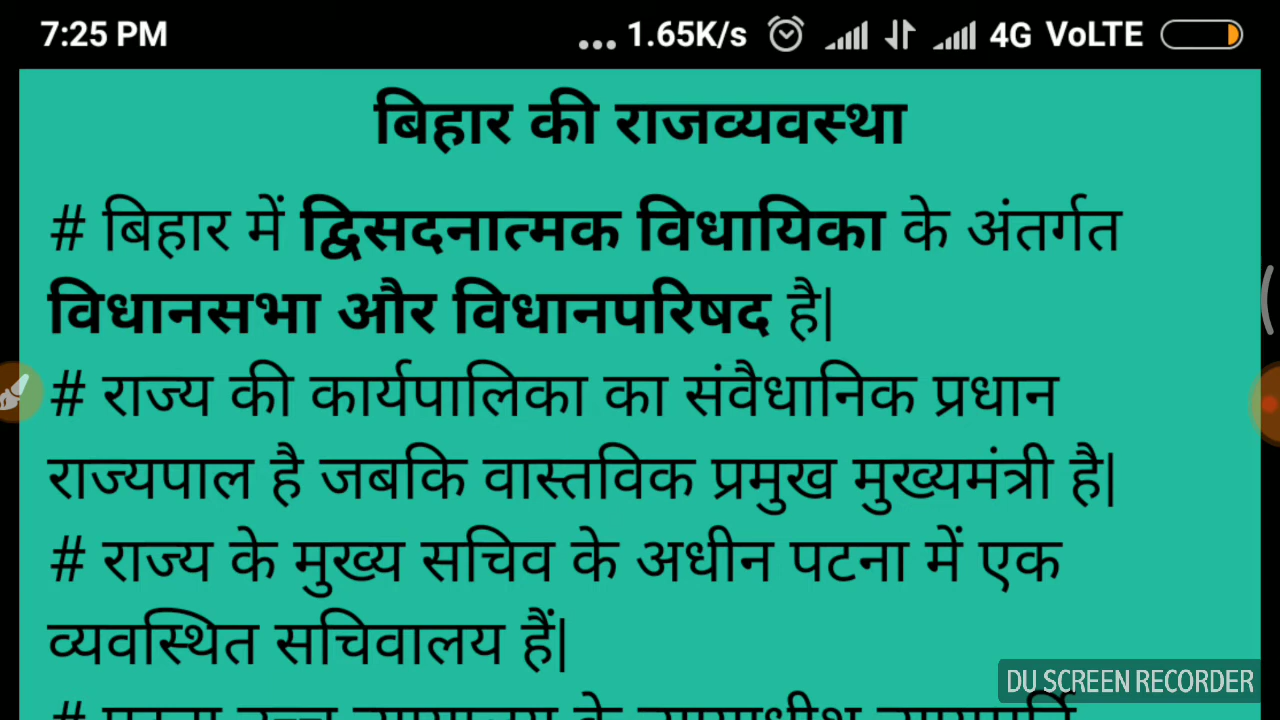 7:25 PM ... 1.65K/s 4G VoLTE
बिहार की राजव्यवस्था
# बिहार में द्विसदनात्मक विधायिका के अंतर्गत
विधानसभा और विधानपरिषद है|
# राज्य की कार्यपालिका का संवैधानिक प्रधान
राज्यपाल है जबकि वास्तविक प्रमुख मुख्यमंत्री है|
# राज्य के मुख्य सचिव के अधीन पटना में एक
व्यवस्थित सचिवालय हैं|
DU SCREEN RECORDER